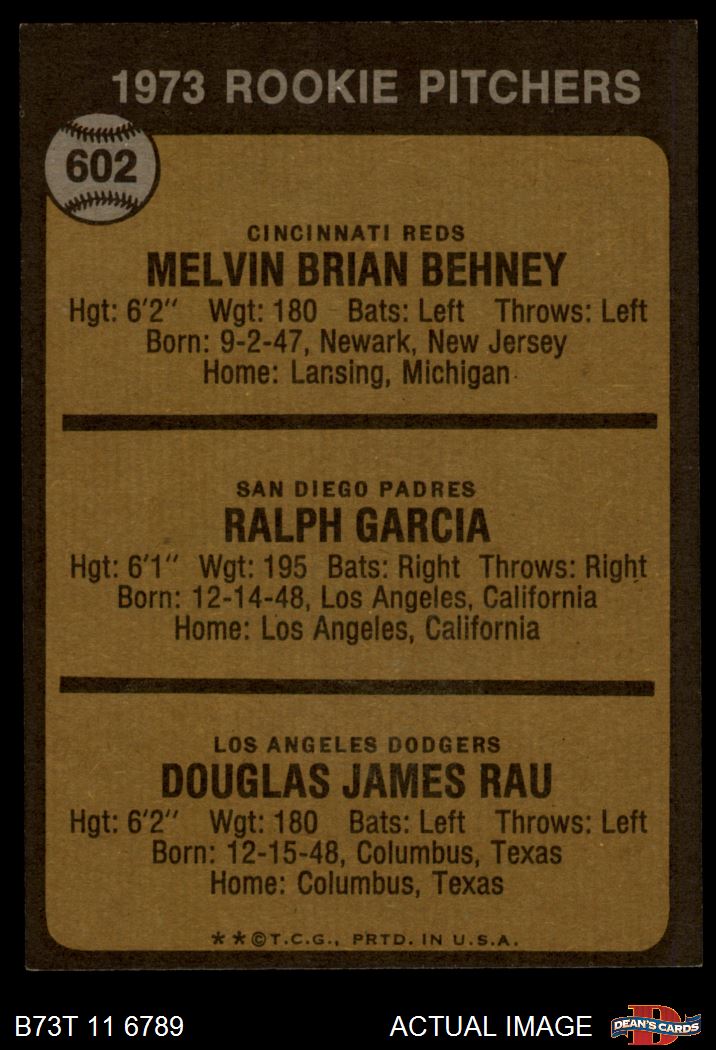 1973 ROOKIE PITCHERS
602
CINCINNATI REDS
MELVIN BRIAN BEHNEY
Hgt: 6'2" Wgt: 180 Bats: Left Throws: Left
Born: 9-2-47, Newark, New Jersey
Home: Lansing, Michigan
SAN DIEGO PADRES
RALPH GARCIA
Hgt: 6'1" Wgt: 195 Bats: Right Throws: Right
Born: 12-14-48, Los Angeles, California
Home: Los Angeles, California
LOS ANGELES DODGERS
DOUGLAS JAMES RAU
Hgt: 6'2" Wgt: 180 Bats: Left Throws: Left
Born: 12-15-48, Columbus, Texas
Home: Columbus, Texas
**©T.C.G., PRTD. IN U.S.A.
B73T 11 6789 ACTUAL IMAGE
D
DEAN'S CARDS